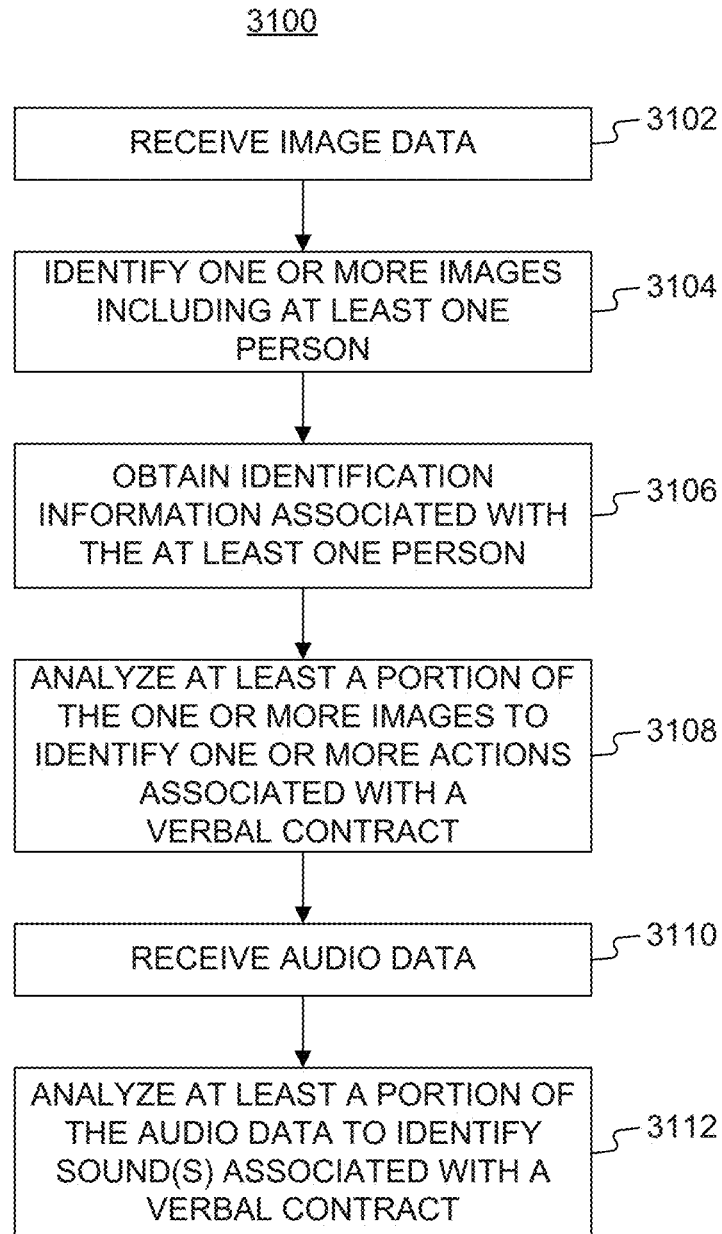 3100
RECEIVE IMAGE DATA
3102
IDENTIFY ONE OR MORE IMAGES
INCLUDING AT LEAST ONE
PERSON
3104
OBTAIN IDENTIFICATION
INFORMATION ASSOCIATED WITH
THE AT LEAST ONE PERSON
3106
ANALYZE AT LEAST A PORTION OF
THE ONE OR MORE IMAGES TO
IDENTIFY ONE OR MORE ACTIONS
ASSOCIATED WITH A
VERBAL CONTRACT
3108
RECEIVE AUDIO DATA
3110
ANALYZE AT LEAST A PORTION OF
THE AUDIO DATA TO IDENTIFY
SOUND(S) ASSOCIATED WITH A
VERBAL CONTRACT
3112